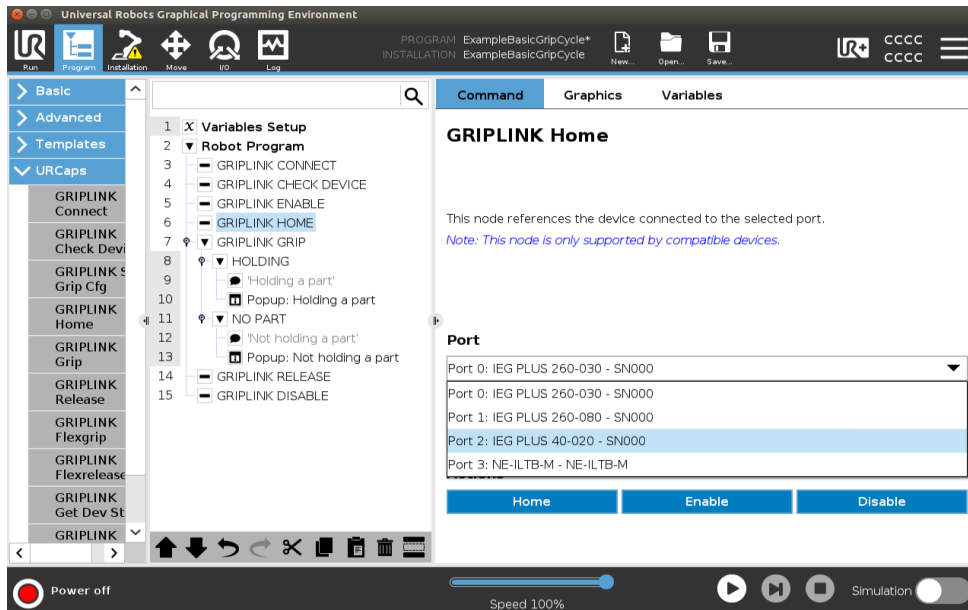 Universal Robots Graphical Programming Environment
UR
Run
Program
Installation
Move
I/O
Log
PROGRAM ExampleBasicGripCycle*
INSTALLATION ExampleBasicGripCycle
New...
Open...
Save...
UR+
CCCC
CCCC
Basic
Advanced
Templates
URCaps
GRIPLINK
Connect
GRIPLINK
Check Devi
GRIPLINK S
Grip Cfg
GRIPLINK
Home
GRIPLINK
Grip
GRIPLINK
Release
GRIPLINK
Flexgrip
GRIPLINK
Flexrelease
GRIPLINK
Get Dev St
GRIPLINK
1 X Variables Setup
2 Robot Program
3 GRIPLINK CONNECT
4 GRIPLINK CHECK DEVICE
5 GRIPLINK ENABLE
6 GRIPLINK HOME
7 GRIPLINK GRIP
8 HOLDING
9 'Holding a part'
10 Popup: Holding a part
11 NO PART
12 'Not holding a part'
13 Popup: Not holding a part
14 GRIPLINK RELEASE
15 GRIPLINK DISABLE
Command Graphics Variables
GRIPLINK Home
This node references the device connected to the selected port.
Note: This node is only supported by compatible devices.
Port
Port 0: IEG PLUS 260-030 - SN000
Port 0: IEG PLUS 260-030 - SN000
Port 1: IEG PLUS 260-080 - SN000
Port 2: IEG PLUS 40-020 - SN000
Port 3: NE-ILTB-M - NE-ILTB-M
Home Enable Disable
Power off
Speed 100%
Simulation